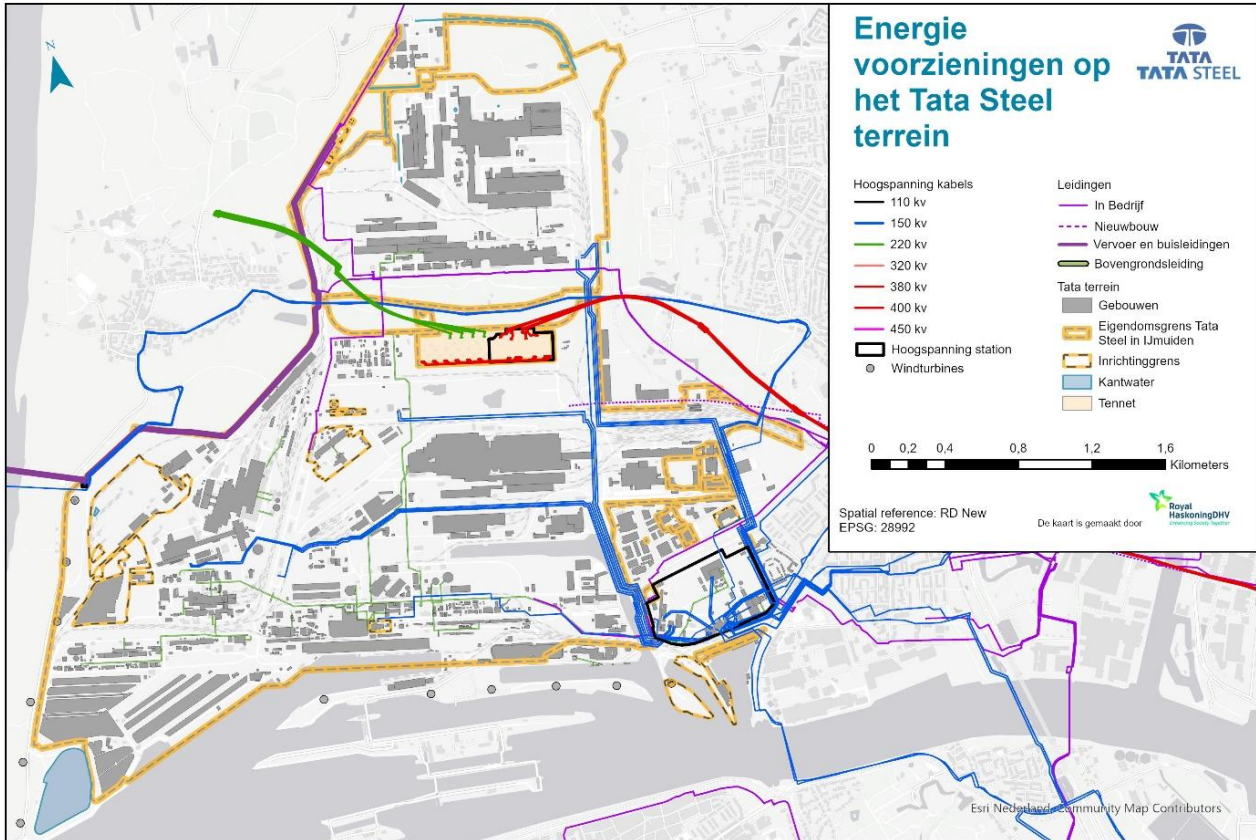 N
Energie
voorzieningen op
het Tata Steel
terrein
TATA
TATA STEEL
Hoogspanning kabels
110 kv
150 kv
220 kv
320 kv
380 kv
400 kv
450 kv
Hoogspanning station
Windturbines
Leidingen
In Bedrijf
Nieuwbouw
Vervoer en buisleidingen
Bovengrondsleiding
Tata terrein
Gebouwen
Eigendomsgrens Tata
Steel in IJmuiden
Inrichtinggrens
Kantwater
Tennet
0 0,2 0,4 0,8 1,2 1,6
Kilometers
Spatial reference: RD New
EPSG: 28992
De kaart is gemaakt door
Royal
HaskoningDHV
Enhancing Society Together
Esri Nederland, Community Map Contributors